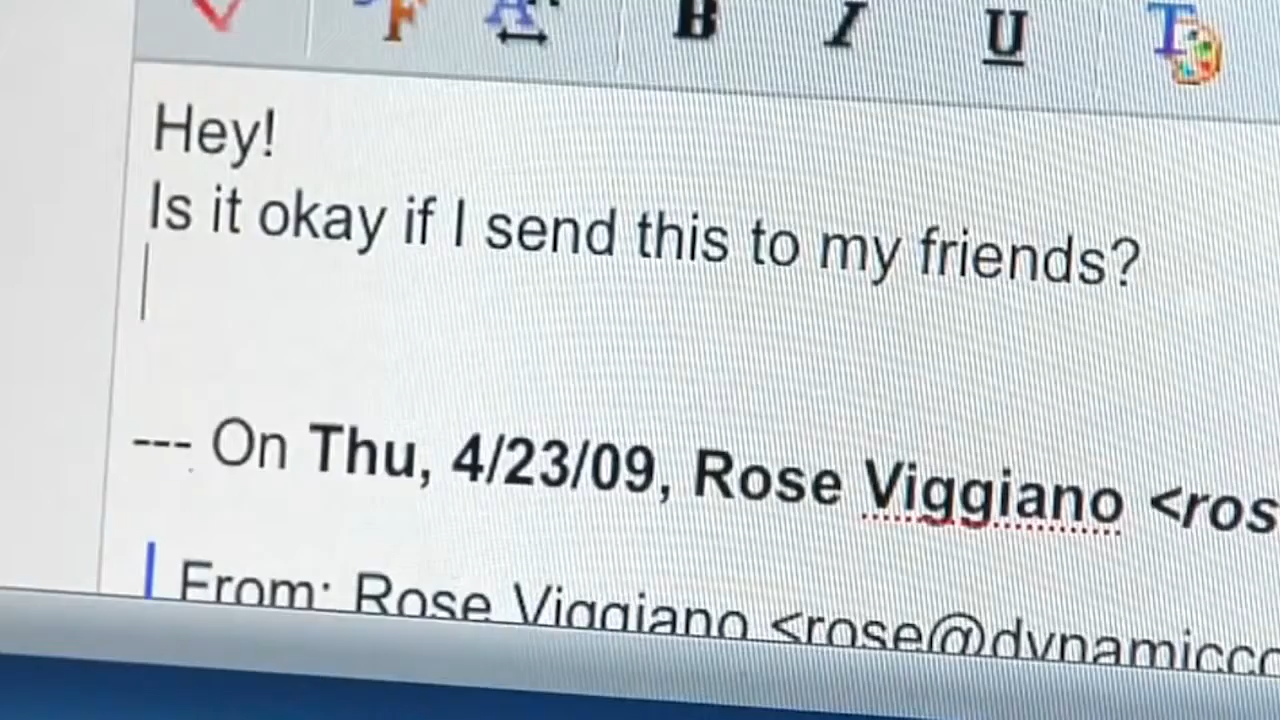 B I U
Hey!
Is it okay if I send this to my friends?
--- On Thu, 4/23/09, Rose Viggiano <ros
From: Rose Viggiano <rose@dynamicco